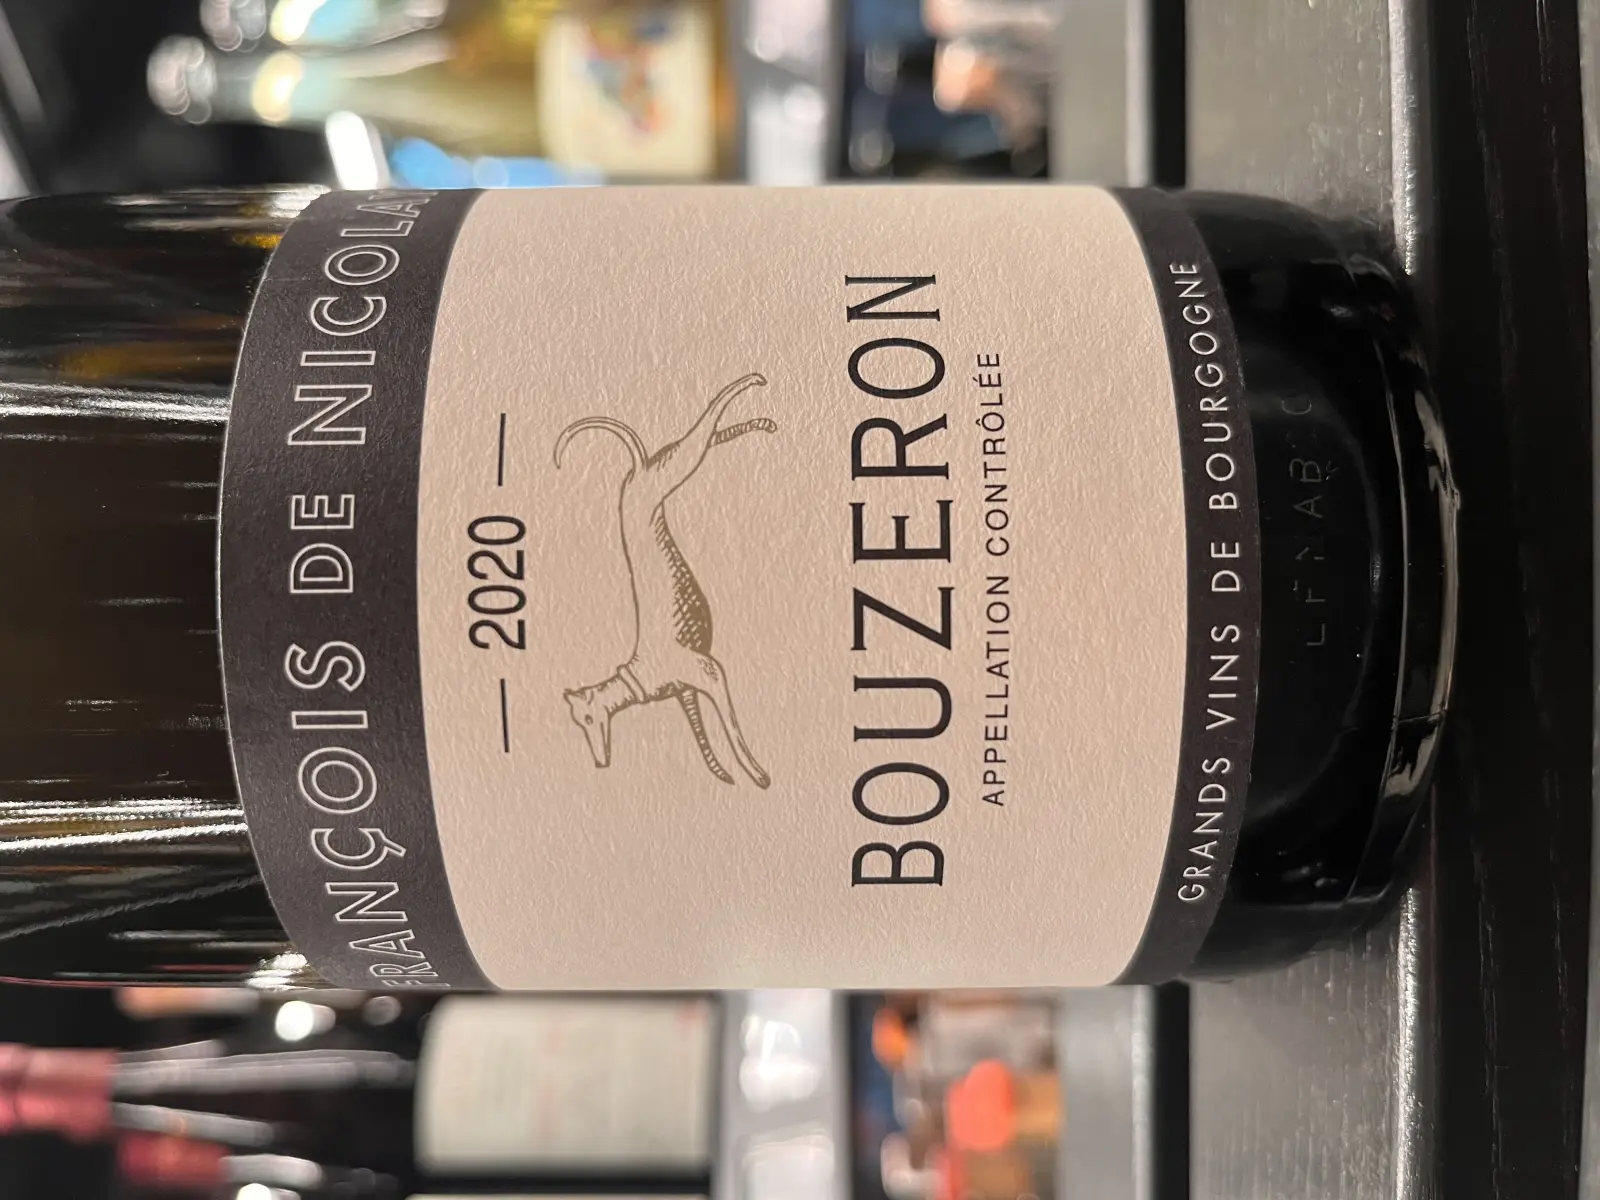 FRANÇOIS DE NICOLAY
— 2020 —
BOUZERON
APPELLATION CONTRÔLÉE
GRANDS VINS DE BOURGOGNE